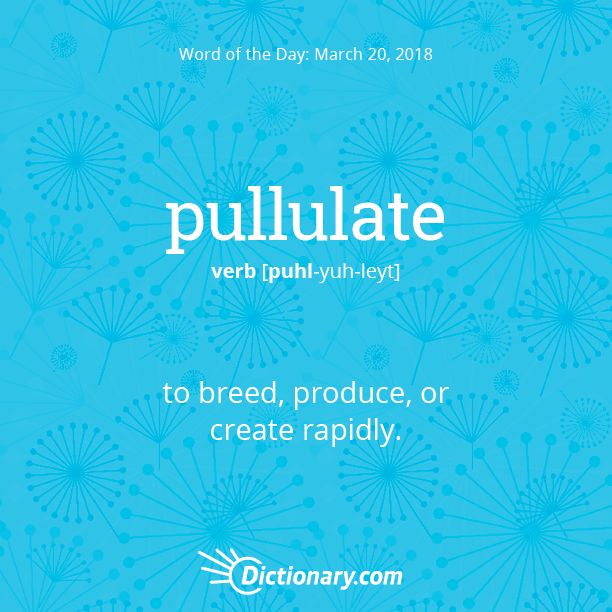 Word of the Day: March 20, 2018
pullulate
verb [puhl-yuh-leyt]
to breed, produce, or
create rapidly.
Dictionary.com